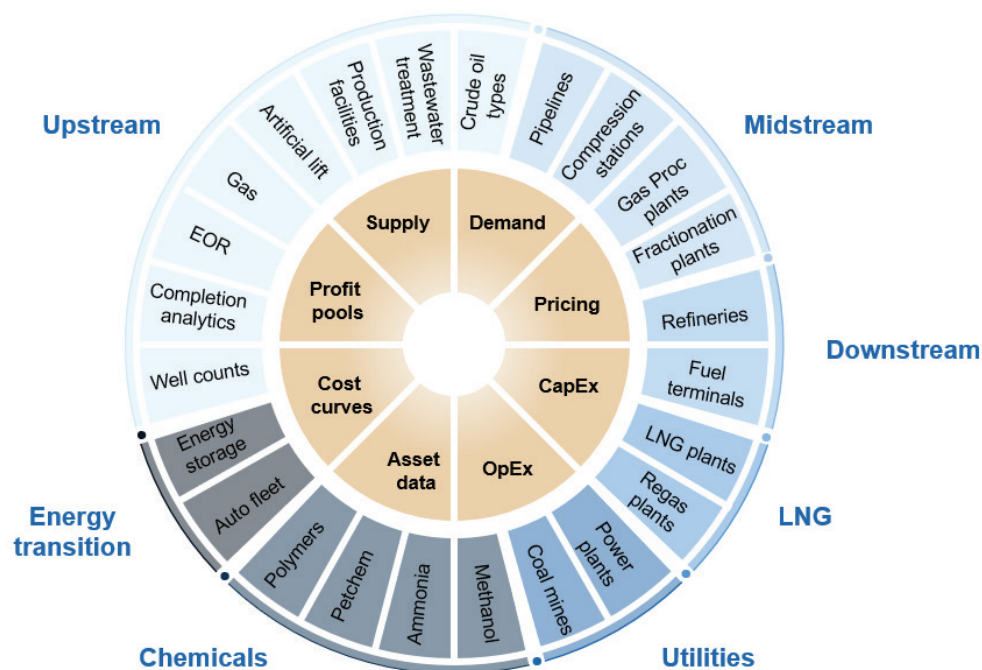 Upstream
Midstream
Downstream
LNG
Utilities
Chemicals
Energy
transition
Crude oil
types
Pipelines
Compression
stations
Gas Proc
plants
Fractionation
plants
Refineries
Fuel
terminals
LNG plants
Regas
plants
Power
plants
Coal mines
Methanol
Ammonia
Petchem
Polymers
Auto fleet
Energy
storage
Well counts
Completion
analytics
EOR
Gas
Artificial lift
Production
facilities
Wastewater
treatment
Supply
Demand
Pricing
CapEx
OpEx
Asset
data
Cost
curves
Profit
pools